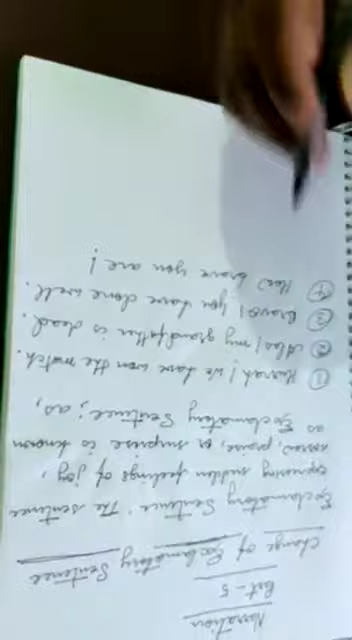 Narration
Part - 5
Change of Exclamatory Sentence
Exclamatory Sentence: The sentence
expressing sudden feelings of joy,
sorrow, praise, or surprise is known
as Exclamatory Sentence; as,
① Hurrah! We have won the match.
② Alas! my grandfather is dead.
③ Bravo! you have done well.
④ How brave you are!